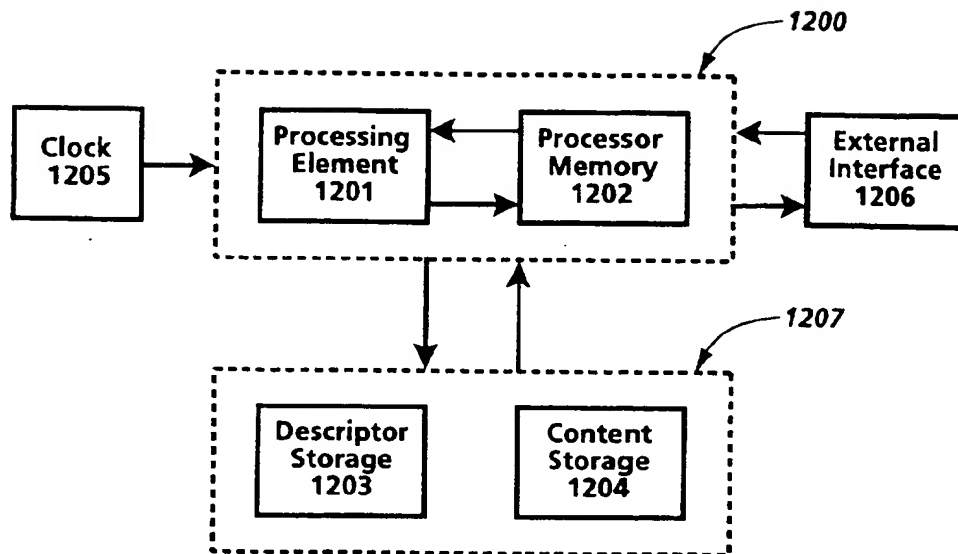 1200
Clock
1205
Processing
Element
1201
Processor
Memory
1202
External
Interface
1206
1207
Descriptor
Storage
1203
Content
Storage
1204